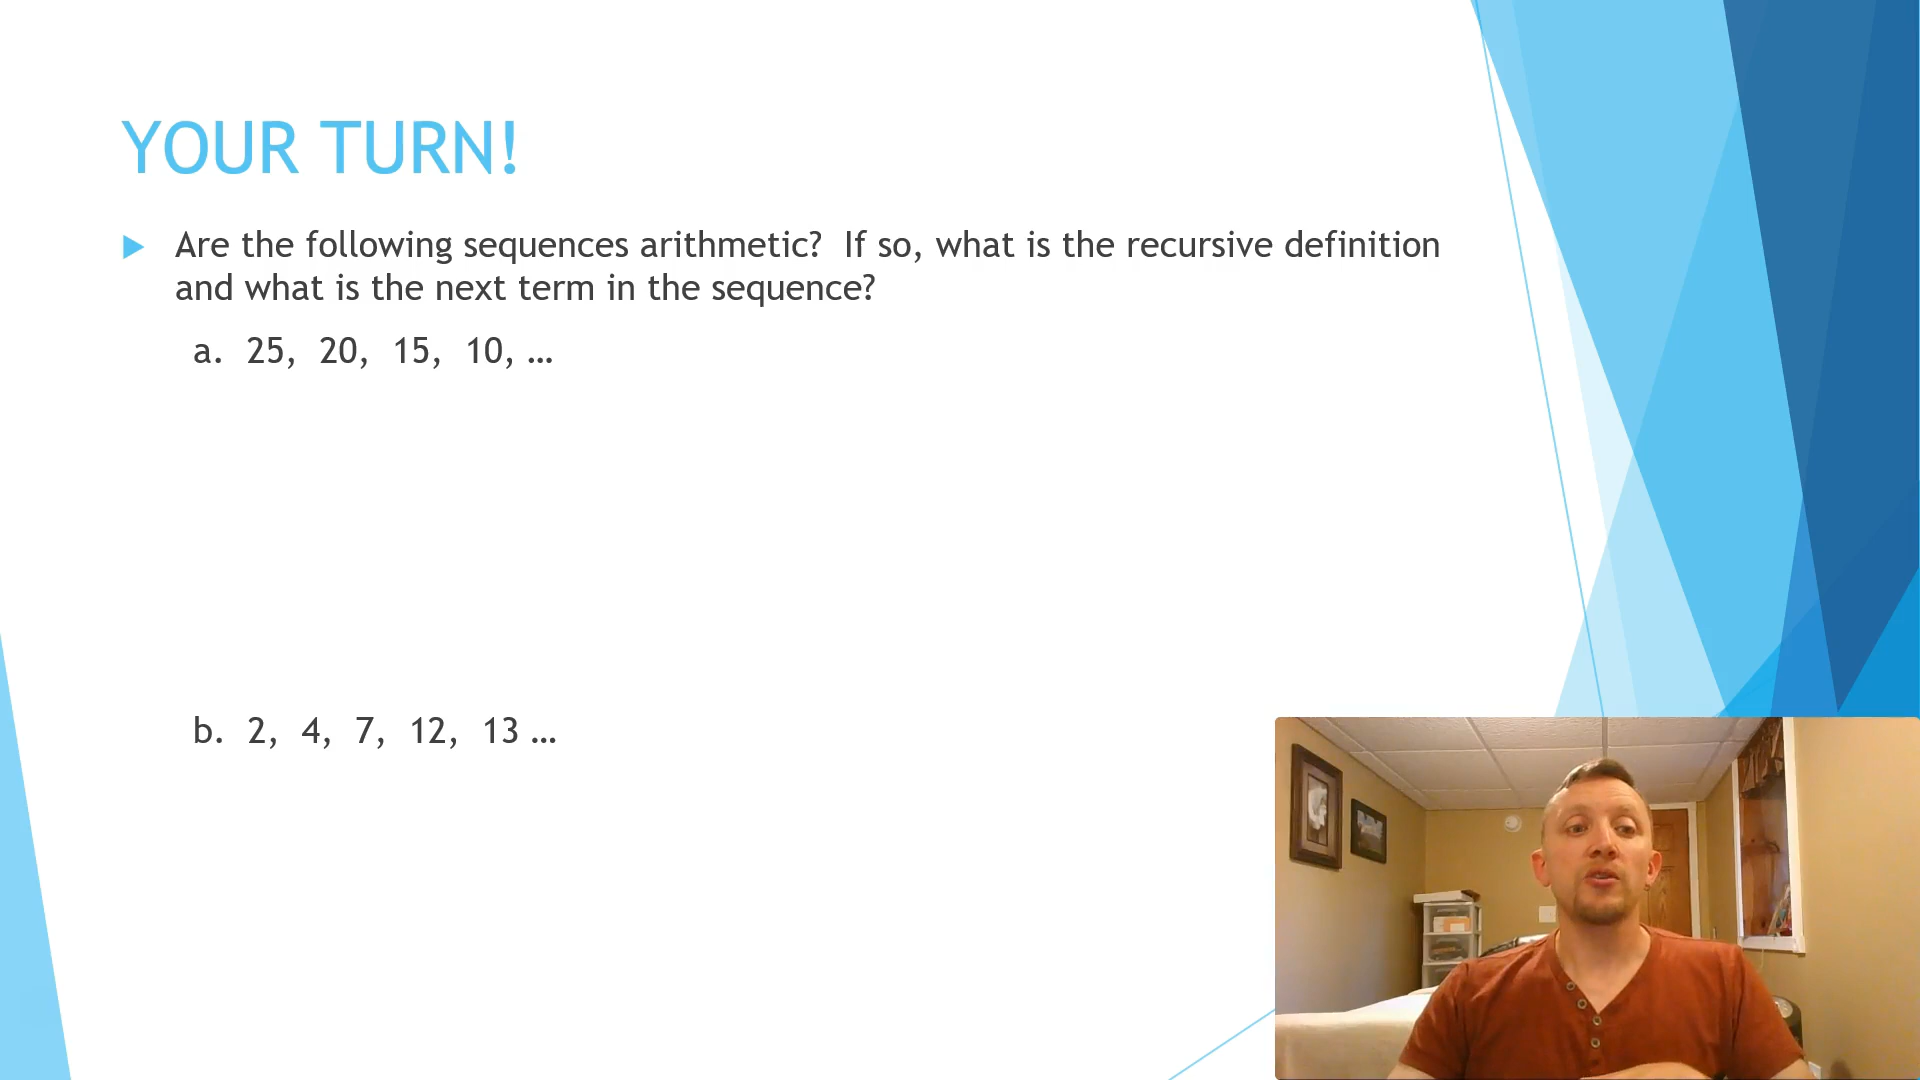 YOUR TURN!
Are the following sequences arithmetic? If so, what is the recursive definition
and what is the next term in the sequence?
a. 25, 20, 15, 10, ...
b. 2, 4, 7, 12, 13 ...